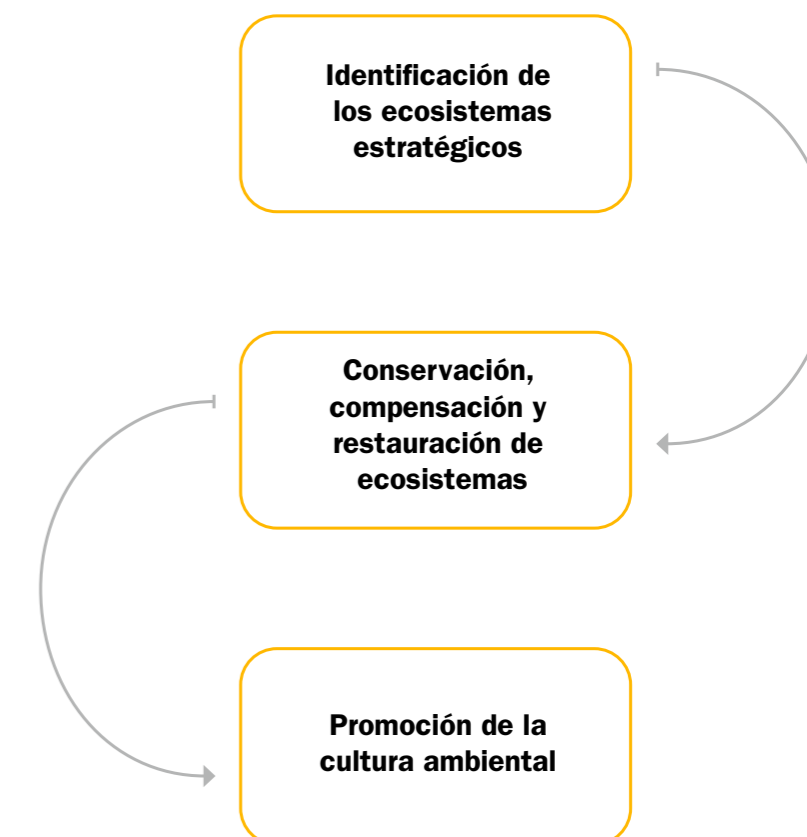 Identificación de
los ecosistemas
estratégicos
Conservación,
compensación y
restauración de
ecosistemas
Promoción de la
cultura ambiental